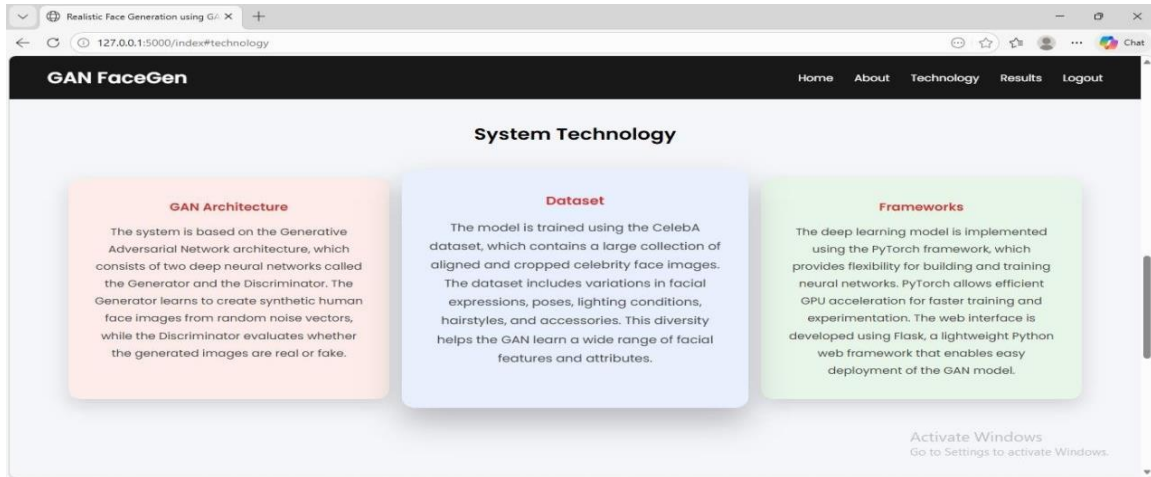 Realistic Face Generation using GA
127.0.0.1:5000/index#technology
Chat
GAN FaceGen
Home About Technology Results Logout
System Technology
GAN Architecture
The system is based on the Generative
Adversarial Network architecture, which
consists of two deep neural networks called
the Generator and the Discriminator. The
Generator learns to create synthetic human
face images from random noise vectors,
while the Discriminator evaluates whether
the generated images are real or fake.
Dataset
The model is trained using the CelebA
dataset, which contains a large collection of
aligned and cropped celebrity face images.
The dataset includes variations in facial
expressions, poses, lighting conditions,
hairstyles, and accessories. This diversity
helps the GAN learn a wide range of facial
features and attributes.
Frameworks
The deep learning model is implemented
using the PyTorch framework, which
provides flexibility for building and training
neural networks. PyTorch allows efficient
GPU acceleration for faster training and
experimentation. The web interface is
developed using Flask, a lightweight Python
web framework that enables easy
deployment of the GAN model.
Activate Windows
Go to Settings to activate Windows.